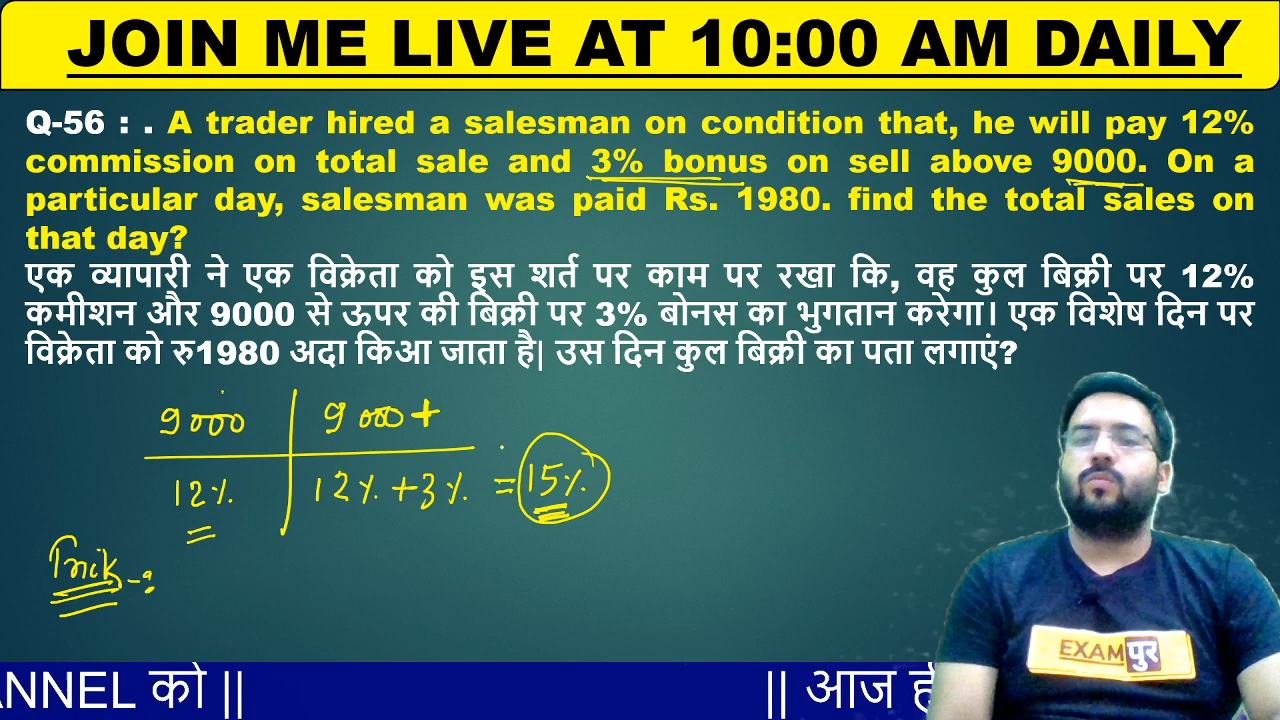 JOIN ME LIVE AT 10:00 AM DAILY
Q-56 : . A trader hired a salesman on condition that, he will pay 12%
commission on total sale and 3% bonus on sell above 9000. On a
particular day, salesman was paid Rs. 1980. find the total sales on
that day?
एक व्यापारी ने एक विक्रेता को इस शर्त पर काम पर रखा कि, वह कुल बिक्री पर 12%
कमीशन और 9000 से ऊपर की बिक्री पर 3% बोनस का भुगतान करेगा। एक विशेष दिन पर
विक्रेता को रु1980 अदा किआ जाता है| उस दिन कुल बिक्री का पता लगाएं?
9000 9000+
12% 12%+3% = 15%
Trick -:
EXAMपुर
ANNEL को || || आज ही